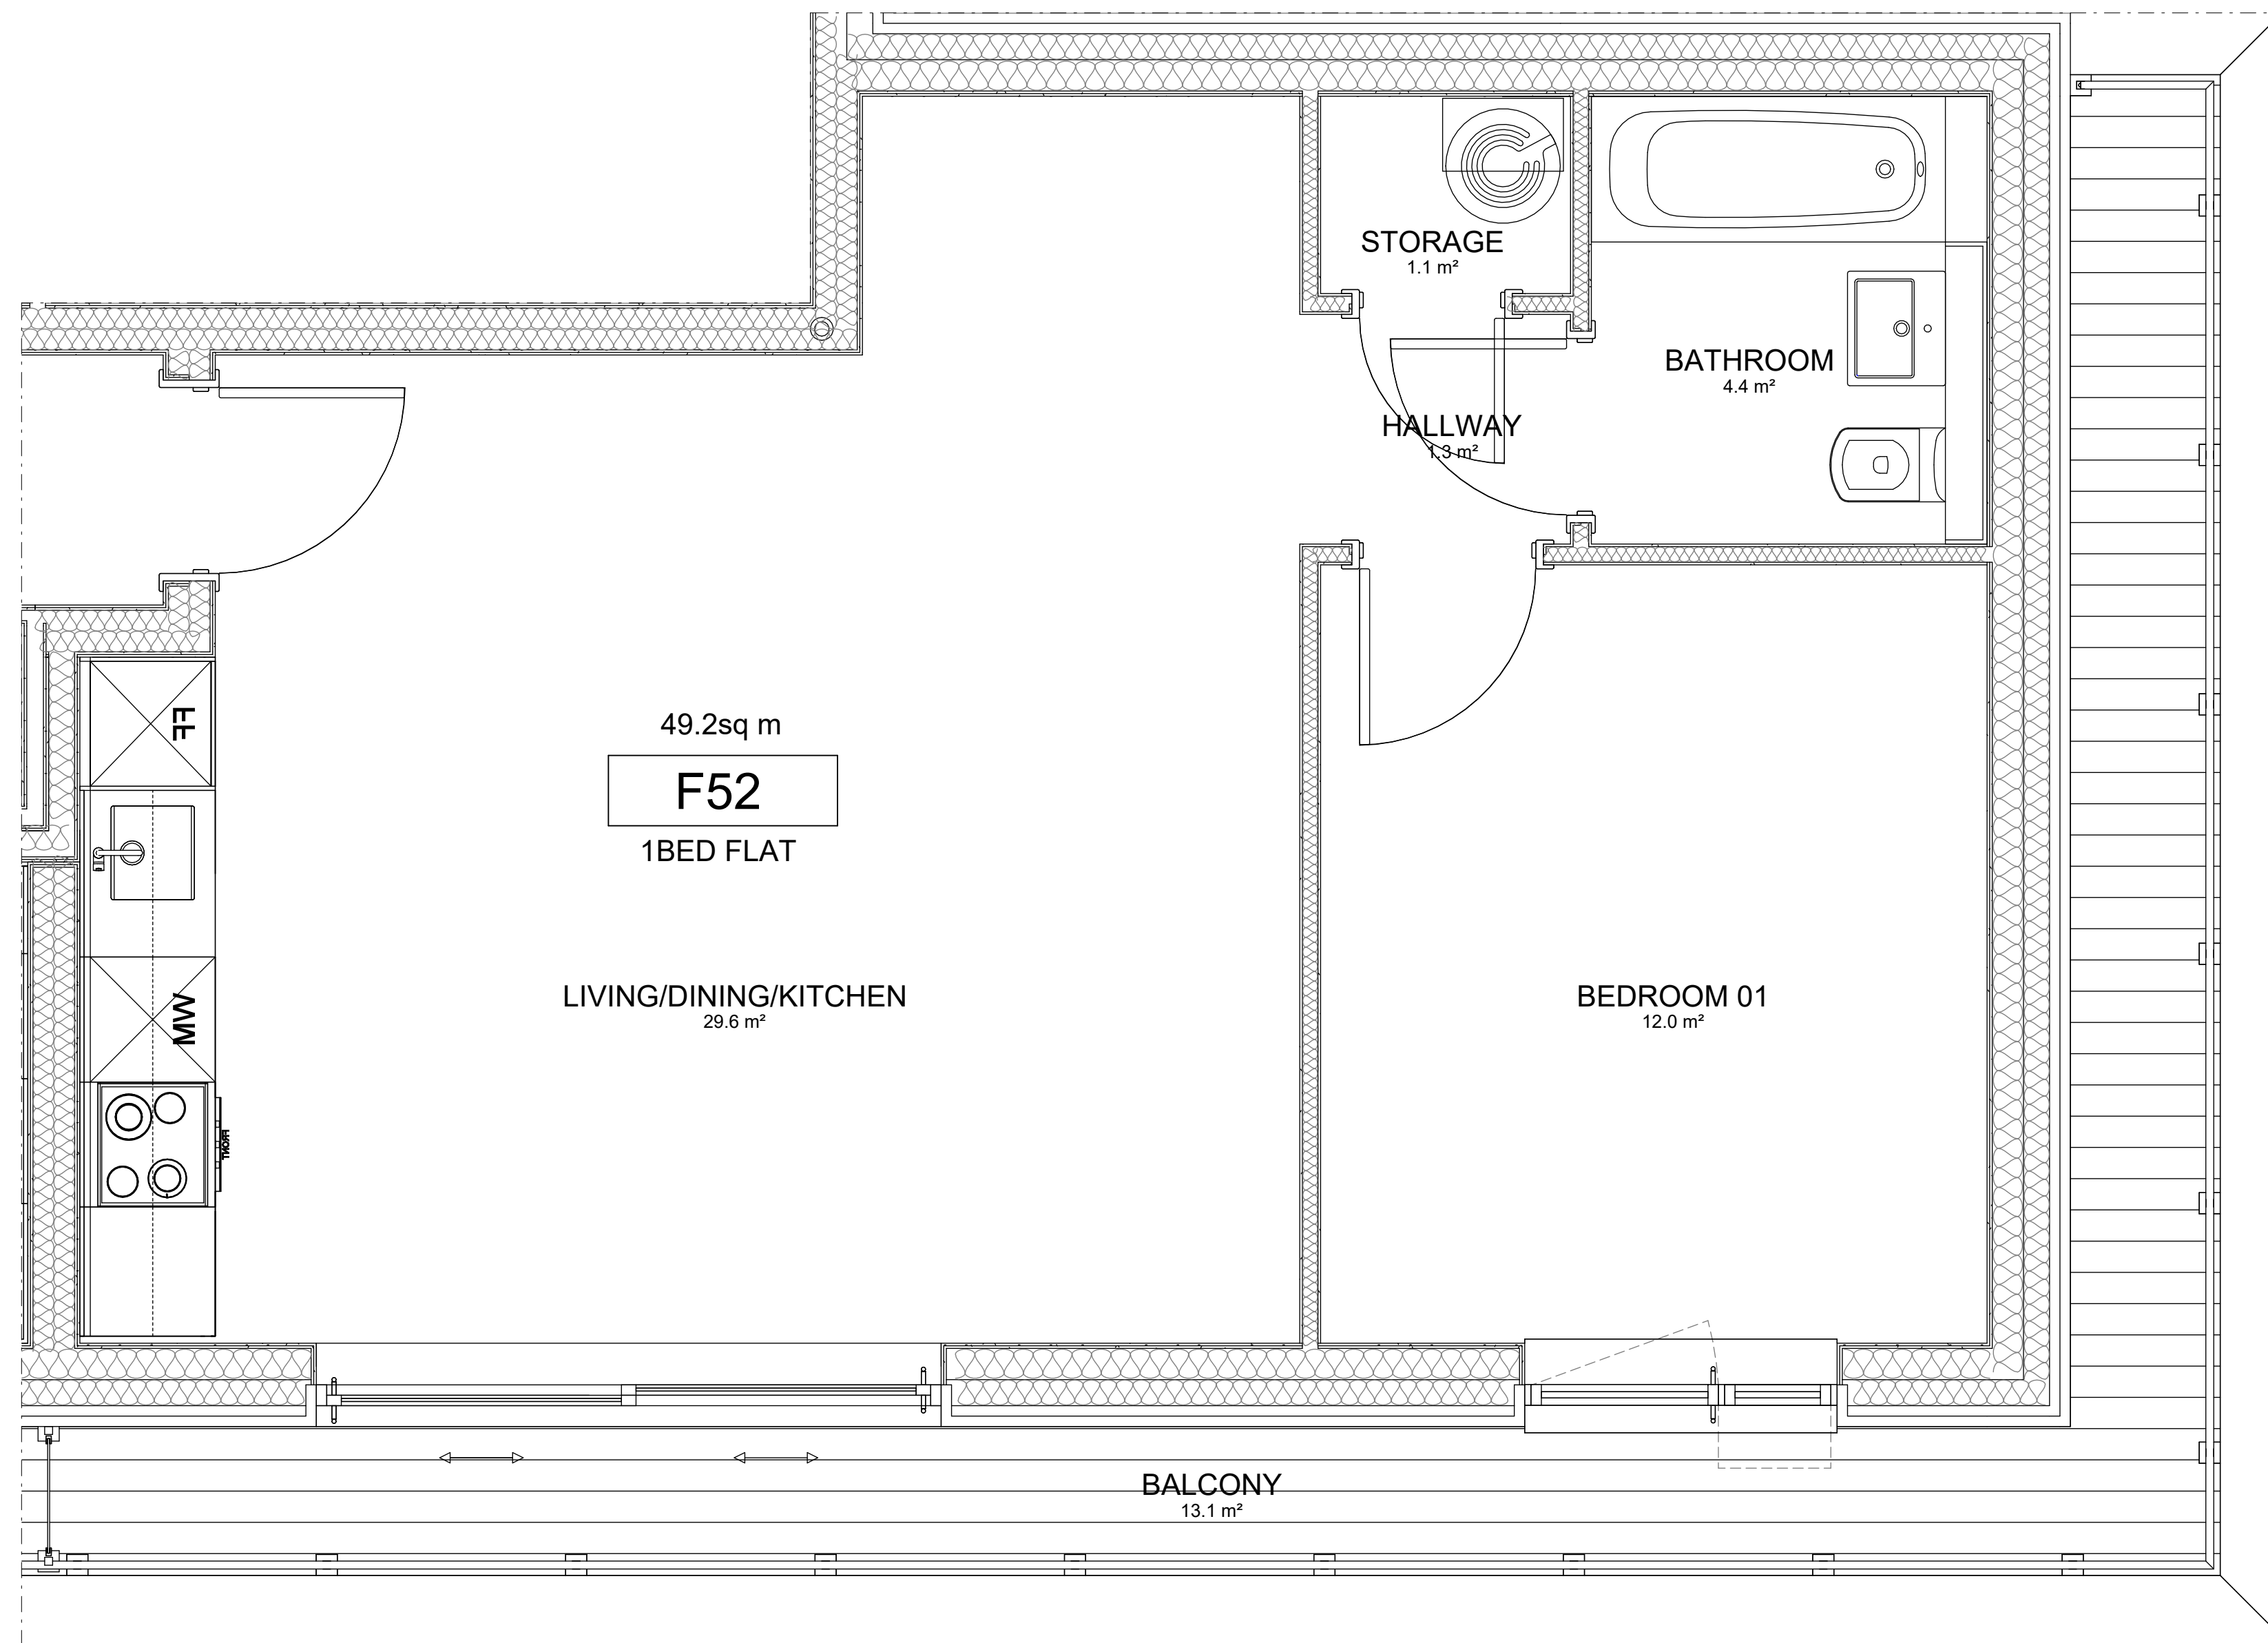 STORAGE
1.1 m²
BATHROOM
4.4 m²
HALLWAY
1.3 m²
FF
49.2sq m
F52
1BED FLAT
LIVING/DINING/KITCHEN
29.6 m²
BEDROOM 01
12.0 m²
MW
FRONT
BALCONY
13.1 m²